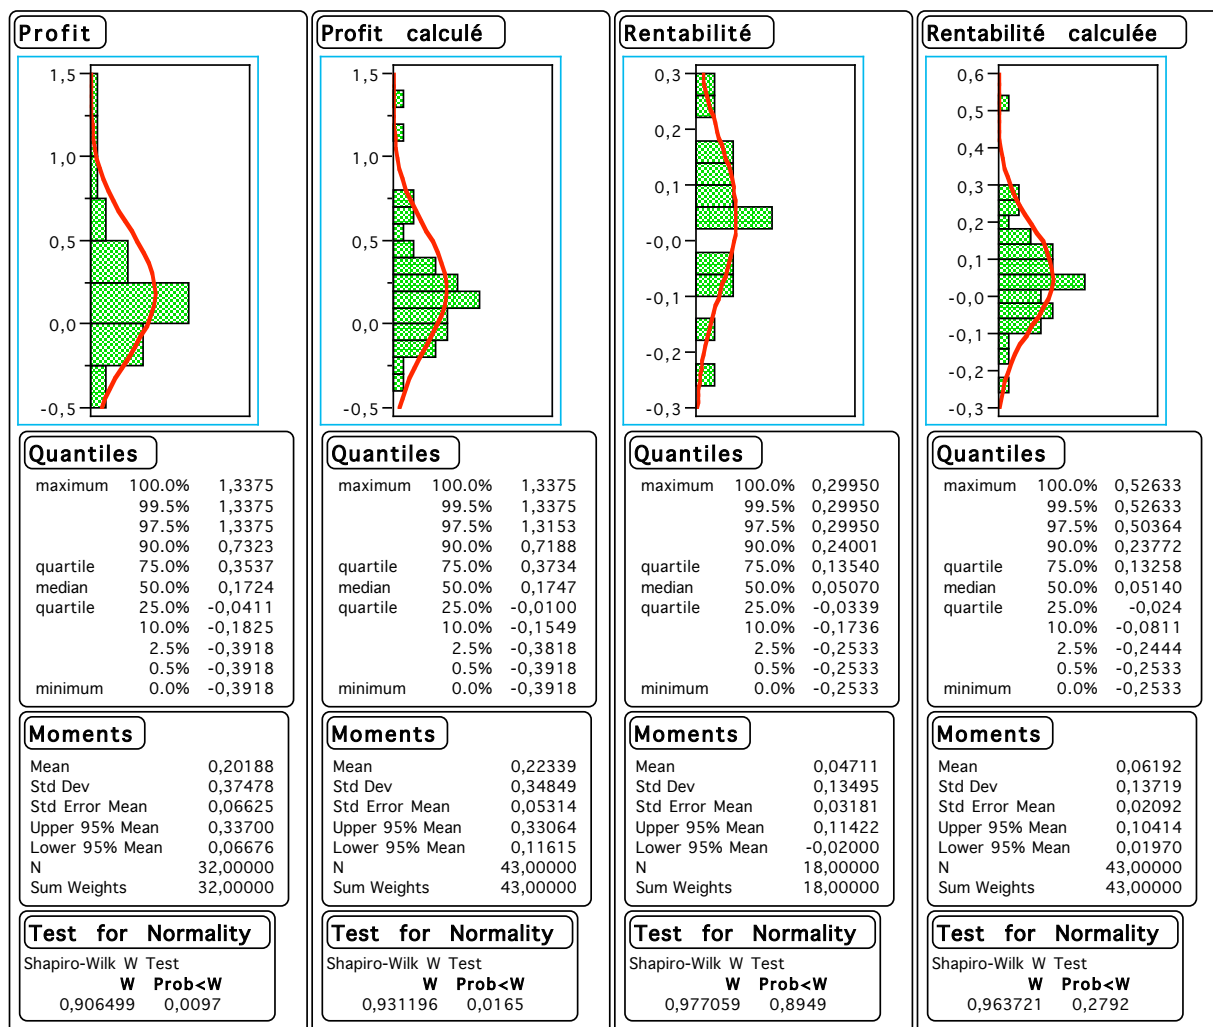 Profit
1,5
1,0
0,5
0,0
-0,5
Quantiles
maximum 100.0% 1,3375
99.5% 1,3375
97.5% 1,3375
90.0% 0,7323
quartile 75.0% 0,3537
median 50.0% 0,1724
quartile 25.0% -0,0411
10.0% -0,1825
2.5% -0,3918
0.5% -0,3918
minimum 0.0% -0,3918
Moments
Mean 0,20188
Std Dev 0,37478
Std Error Mean 0,06625
Upper 95% Mean 0,33700
Lower 95% Mean 0,06676
N 32,00000
Sum Weights 32,00000
Test for Normality
Shapiro-Wilk W Test
W Prob<W
0,906499 0,0097
Profit calculé
1,5
1,0
0,5
0,0
-0,5
Quantiles
maximum 100.0% 1,3375
99.5% 1,3375
97.5% 1,3153
90.0% 0,7188
quartile 75.0% 0,3734
median 50.0% 0,1747
quartile 25.0% -0,0100
10.0% -0,1549
2.5% -0,3818
0.5% -0,3918
minimum 0.0% -0,3918
Moments
Mean 0,22339
Std Dev 0,34849
Std Error Mean 0,05314
Upper 95% Mean 0,33064
Lower 95% Mean 0,11615
N 43,00000
Sum Weights 43,00000
Test for Normality
Shapiro-Wilk W Test
W Prob<W
0,931196 0,0165
Rentabilité
0,3
0,2
0,1
-0,0
-0,1
-0,2
-0,3
Quantiles
maximum 100.0% 0,29950
99.5% 0,29950
97.5% 0,29950
90.0% 0,24001
quartile 75.0% 0,13540
median 50.0% 0,05070
quartile 25.0% -0,0339
10.0% -0,1736
2.5% -0,2533
0.5% -0,2533
minimum 0.0% -0,2533
Moments
Mean 0,04711
Std Dev 0,13495
Std Error Mean 0,03181
Upper 95% Mean 0,11422
Lower 95% Mean -0,02000
N 18,00000
Sum Weights 18,00000
Test for Normality
Shapiro-Wilk W Test
W Prob<W
0,977059 0,8949
Rentabilité calculée
0,6
0,5
0,4
0,3
0,2
0,1
-0,0
-0,1
-0,2
-0,3
Quantiles
maximum 100.0% 0,52633
99.5% 0,52633
97.5% 0,50364
90.0% 0,23772
quartile 75.0% 0,13258
median 50.0% 0,05140
quartile 25.0% -0,024
10.0% -0,0811
2.5% -0,2444
0.5% -0,2533
minimum 0.0% -0,2533
Moments
Mean 0,06192
Std Dev 0,13719
Std Error Mean 0,02092
Upper 95% Mean 0,10414
Lower 95% Mean 0,01970
N 43,00000
Sum Weights 43,00000
Test for Normality
Shapiro-Wilk W Test
W Prob<W
0,963721 0,2792